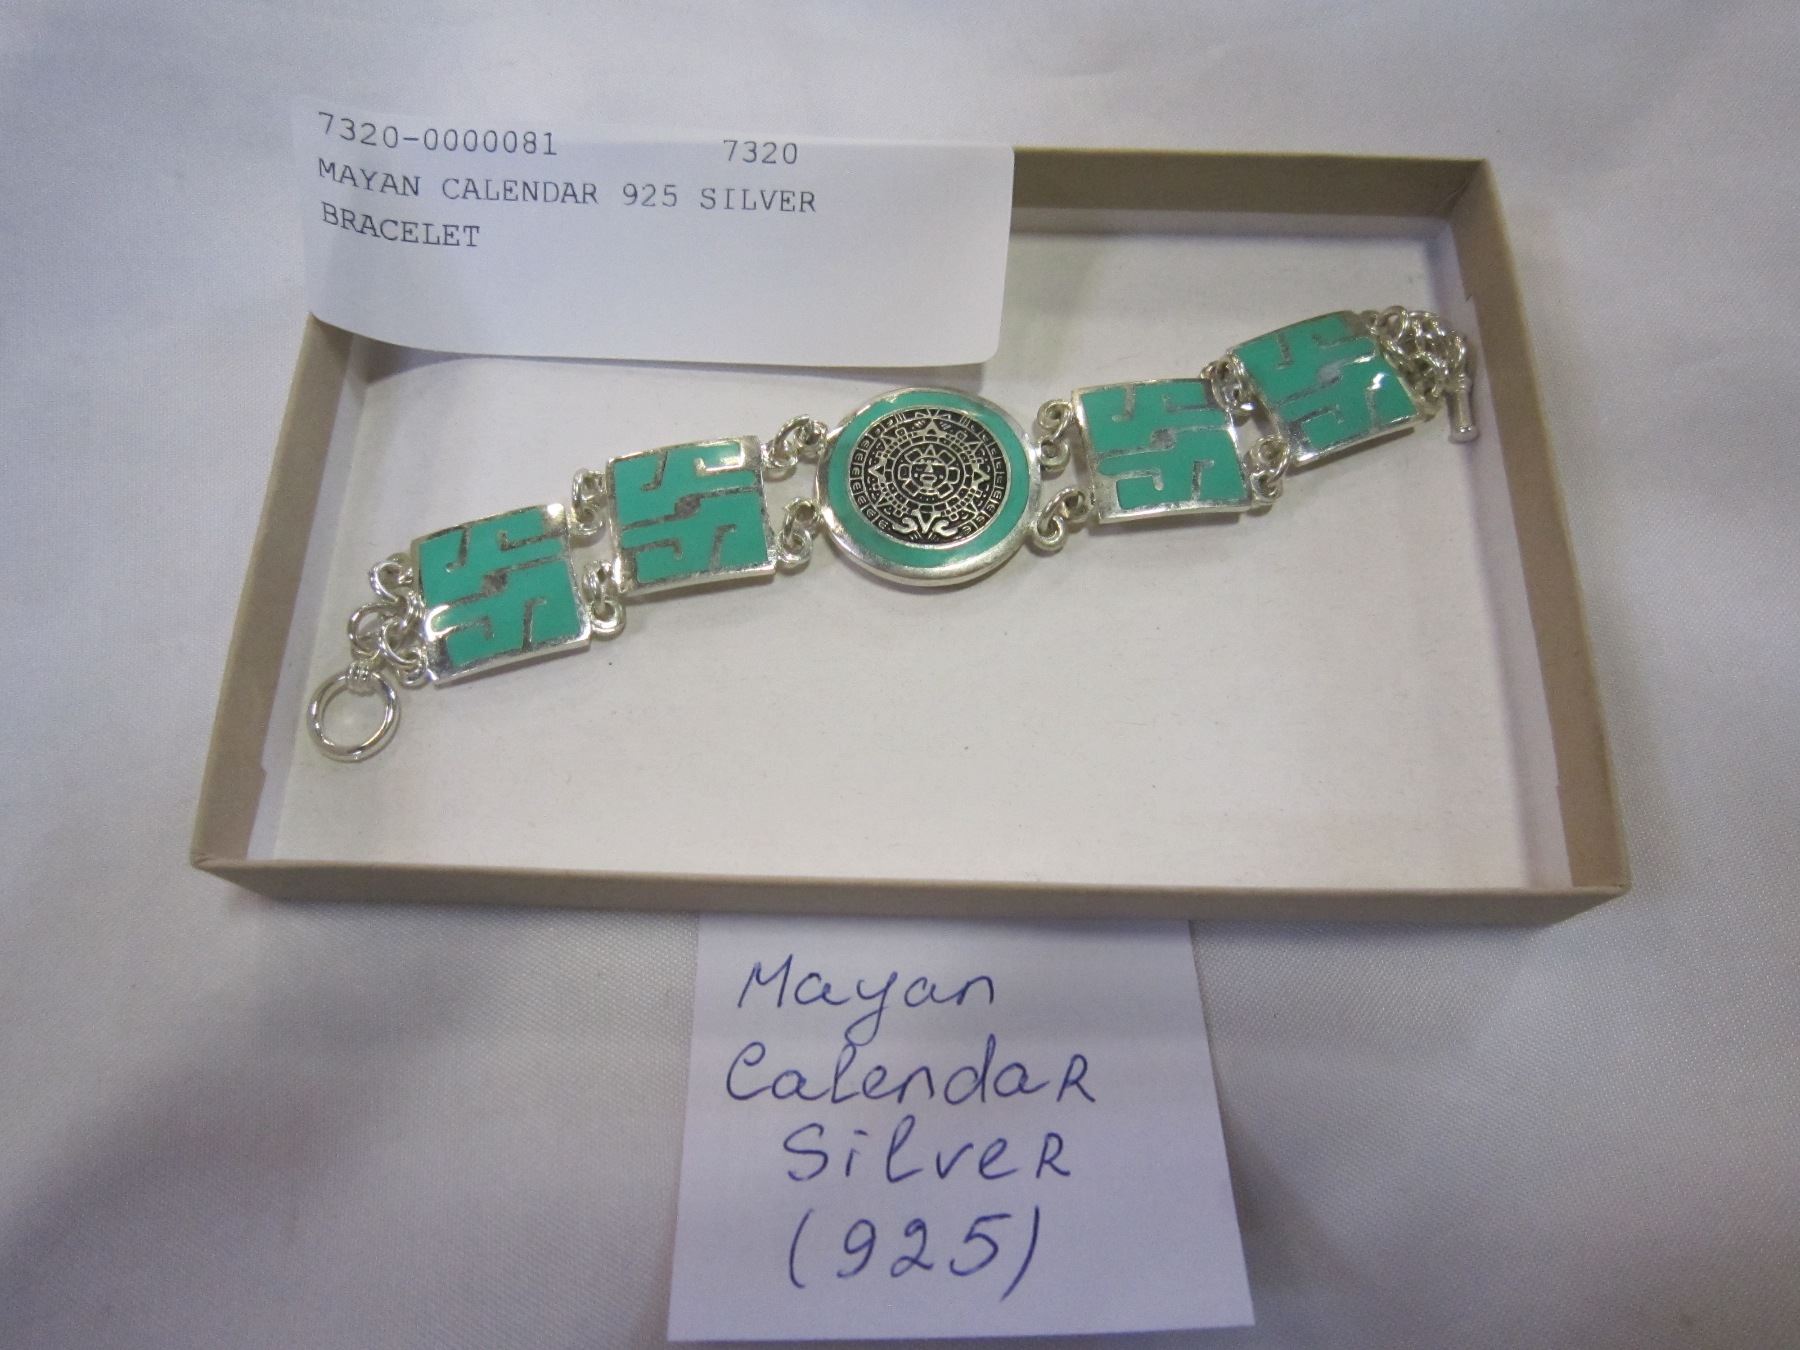 7320-0000081 7320
MAYAN CALENDAR 925 SILVER
BRACELET
Mayan
Calendar
Silver
(925)